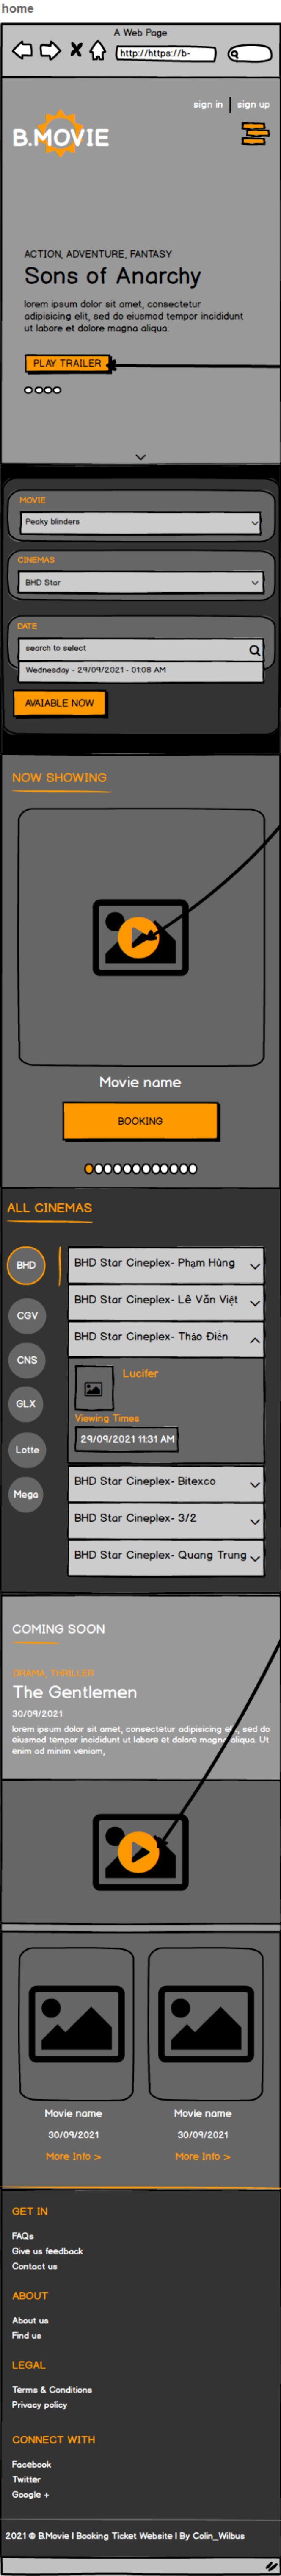 home
A Web Page
http://https://b-
sign in
sign up
B.MOVIE
ACTION, ADVENTURE, FANTASY
Sons of Anarchy
lorem ipsum dolor sit amet, consectetur
adipisicing elit, sed do eiusmod tempor incididunt
ut labore et dolore magna aliqua.
PLAY TRAILER
MOVIE
Peaky blinders
CINEMAS
BHD Star
DATE
search to select
Wednesday - 29/09/2021 - 01:08 AM
AVAIABLE NOW
NOW SHOWING
Movie name
BOOKING
ALL CINEMAS
BHD
CGV
CNS
GLX
Lotte
Mega
BHD Star Cineplex- Phạm Hùng
BHD Star Cineplex- Lê Văn Việt
BHD Star Cineplex- Thảo Điền
Lucifer
Viewing Times
29/09/2021 11:31 AM
BHD Star Cineplex- Bitexco
BHD Star Cineplex- 3/2
BHD Star Cineplex- Quang Trung
COMING SOON
DRAMA, THRILLER
The Gentlemen
30/09/2021
lorem ipsum dolor sit amet, consectetur adipisicing elit, sed do
eiusmod tempor incididunt ut labore et dolore magna aliqua. Ut
enim ad minim veniam,
Movie name
30/09/2021
More Info >
Movie name
30/09/2021
More Info >
GET IN
FAQs
Give us feedback
Contact us
ABOUT
About us
Find us
LEGAL
Terms & Conditions
Privacy policy
CONNECT WITH
Facebook
Twitter
Google +
2021 © B.Movie | Booking Ticket Website | By Colin_Wilbus